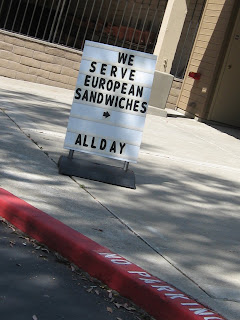 WE
SERVE
EUROPEAN
SANDWICHES
ALLDAY
NO PARKING